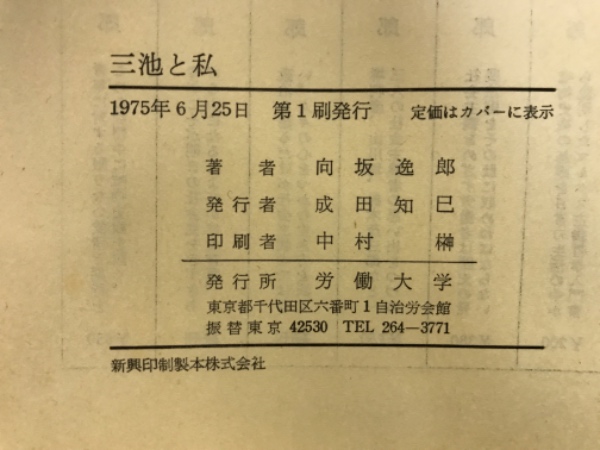 三池と私
1975年6月25日 第1刷発行 定価はカバーに表示
著者 向坂逸郎
発行者 成田知巳
印刷者 中村榊
発行所 労働大学
東京都千代田区六番町1自治労会館
振替東京 42530 TEL 264—3771
新興印制製本株式会社